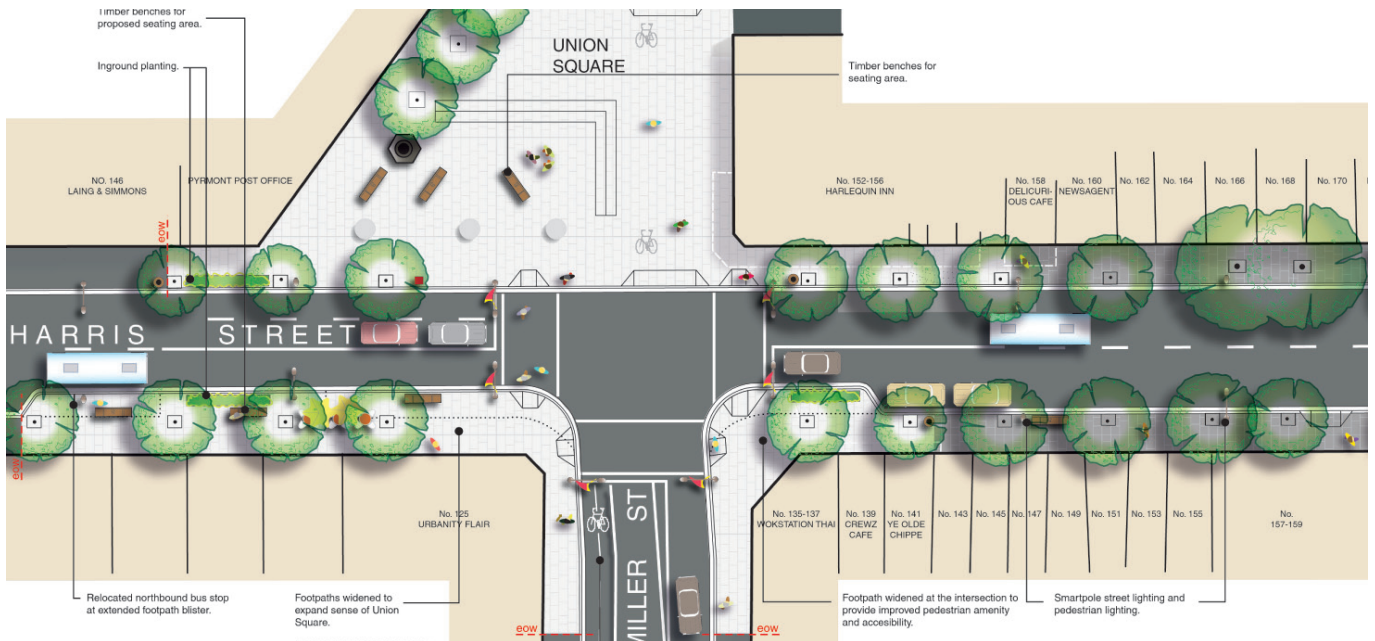 Timber benches for
proposed seating area.
Inground planting.
UNION
SQUARE
Timber benches for
seating area.
NO. 146
LAING & SIMMONS
PYRMONT POST OFFICE
No. 152-156
HARLEQUIN INN
No. 158
DELICURI-
OUS CAFE
No. 160
NEWSAGENT
No. 162
No. 164
No. 166
No. 168
No. 170
eow
HARRIS STREET
eow
No. 125
URBANITY FLAIR
No. 135-137
WOKSTATION THAI
No. 139
CREWZ
CAFE
No. 141
YE OLDE
CHIPPE
No. 143
No. 145
No. 147
No. 149
No. 151
No. 153
No. 155
No.
157-159
MILLER ST
Relocated northbound bus stop
at extended footpath blister.
Footpaths widened to
expand sense of Union
Square.
Footpath widened at the intersection to
provide improved pedestrian amenity
and accesibility.
Smartpole street lighting and
pedestrian lighting.
eow
eow